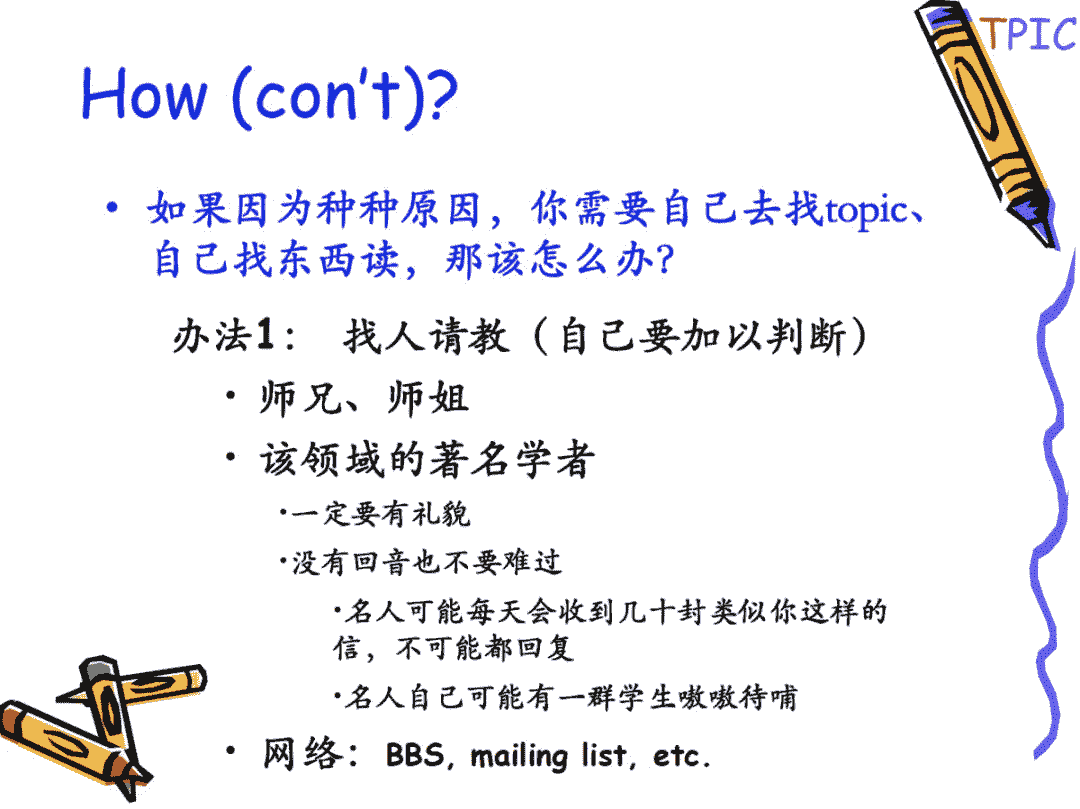 TPIC
How (con't)?
• 如果因为种种原因，你需要自己去找topic、
自己找东西读，那该怎么办？
办法1： 找人请教（自己要加以判断）
• 师兄、师姐
• 该领域的著名学者
•一定要有礼貌
•没有回音也不要难过
•名人可能每天会收到几十封类似你这样的
信，不可能都回复
•名人自己可能有一群学生嗷嗷待哺
• 网络：BBS, mailing list, etc.